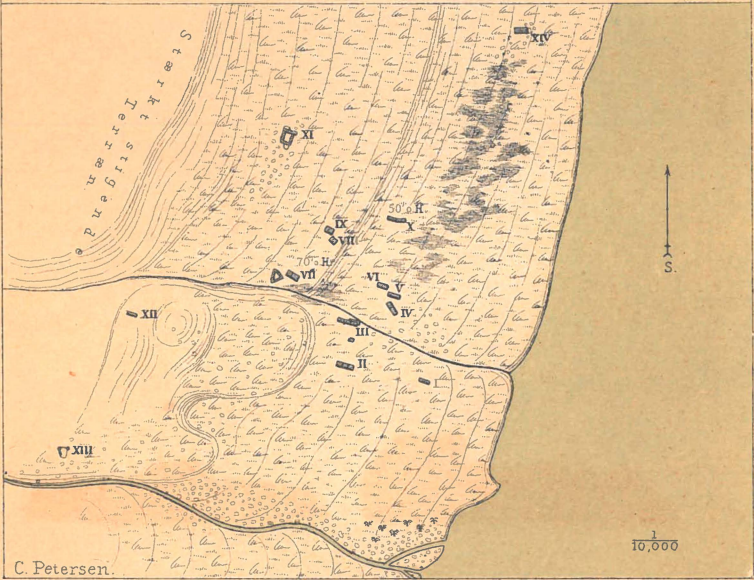 Stærkt stigende
Terræn.
XIV
XI
50° o H.
X
IX
VIII
70° o Hr
VII
VI
V
IV
XII
III
II
I
XIII
S.
1
10,000
C. Petersen.